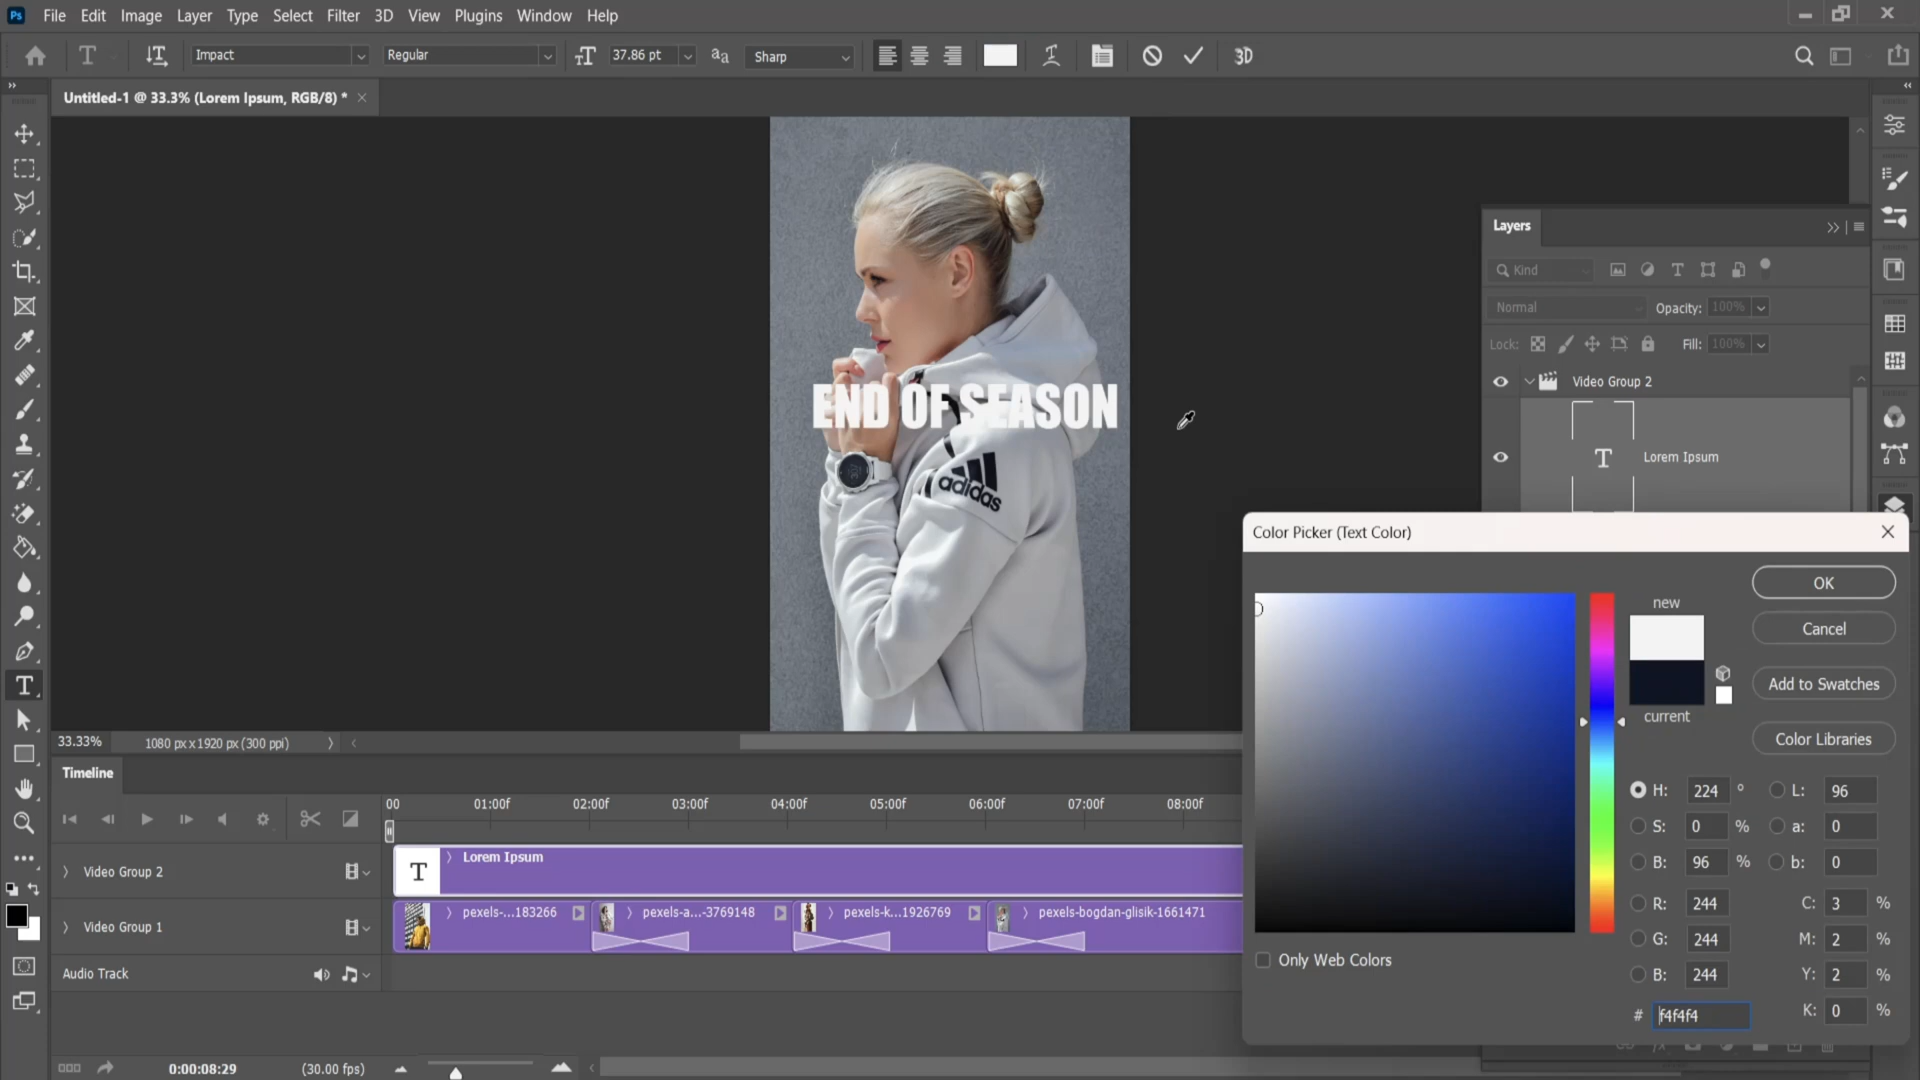 Ps File Edit Image Layer Type Select Filter 3D View Plugins Window Help
T Impact Regular 37.86 pt Sharp 3D
Untitled-1 @ 33.3% (Lorem Ipsum, RGB/8) *
END OF SEASON
adidas
Layers
Kind
Normal Opacity: 100%
Lock: Fill: 100%
Video Group 2
T Lorem Ipsum
Color Picker (Text Color)
new
current
OK
Cancel
Add to Swatches
Color Libraries
H: 224 ° L: 96
S: 0 % a: 0
B: 96 % b: 0
R: 244 C: 3 %
G: 244 M: 2 %
B: 244 Y: 2 %
# f4f4f4 K: 0 %
Only Web Colors
33.33% 1080 px x 1920 px (300 ppi)
Timeline
00 01:00f 02:00f 03:00f 04:00f 05:00f 06:00f 07:00f 08:00f
Video Group 2
T Lorem Ipsum
Video Group 1
pexels-...183266 pexels-a...-3769148 pexels-k...1926769 pexels-bogdan-glisik-1661471
Audio Track
0:00:08:29 (30.00 fps)